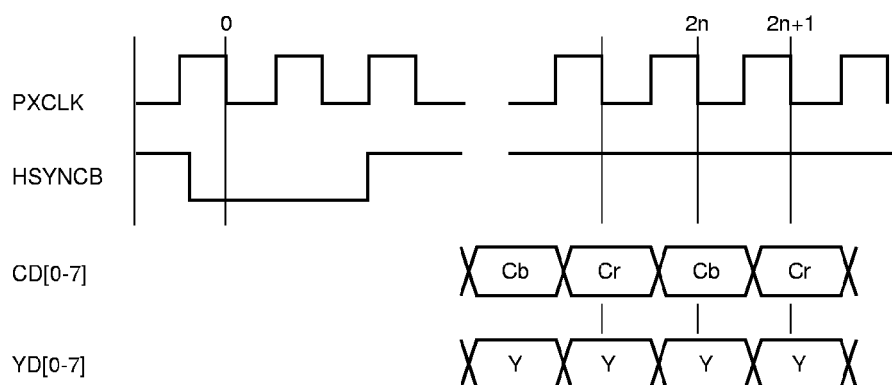 0 2n 2n+1
PXCLK
HSYNCB
CD[0-7] Cb Cr Cb Cr
YD[0-7] Y Y Y Y